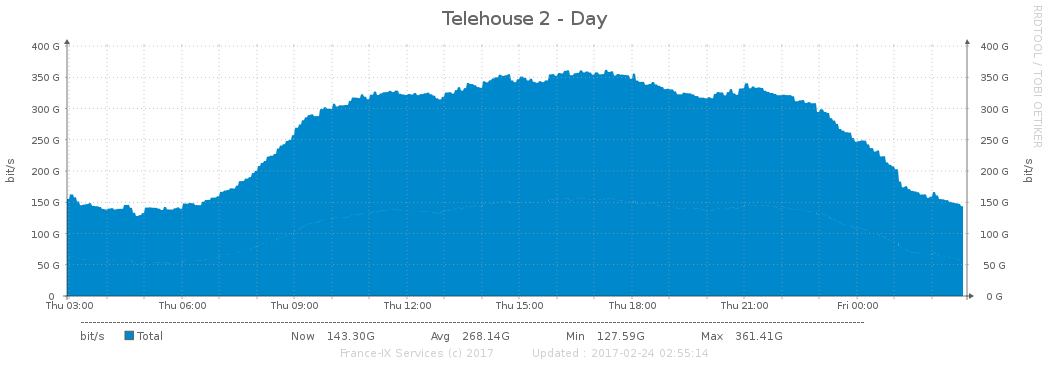 Telehouse 2 - Day
RRDTOOL / TOBI OETIKER
400 G 400 G
350 G 350 G
300 G 300 G
250 G 250 G
200 G 200 G
150 G 150 G
100 G 100 G
50 G 50 G
0 0 G
bit/s bit/s
Thu 03:00 Thu 06:00 Thu 09:00 Thu 12:00 Thu 15:00 Thu 18:00 Thu 21:00 Fri 00:00
bit/s Total Now 143.30G Avg 268.14G Min 127.59G Max 361.41G
France-IX Services (c) 2017 Updated : 2017-02-24 02:55:14